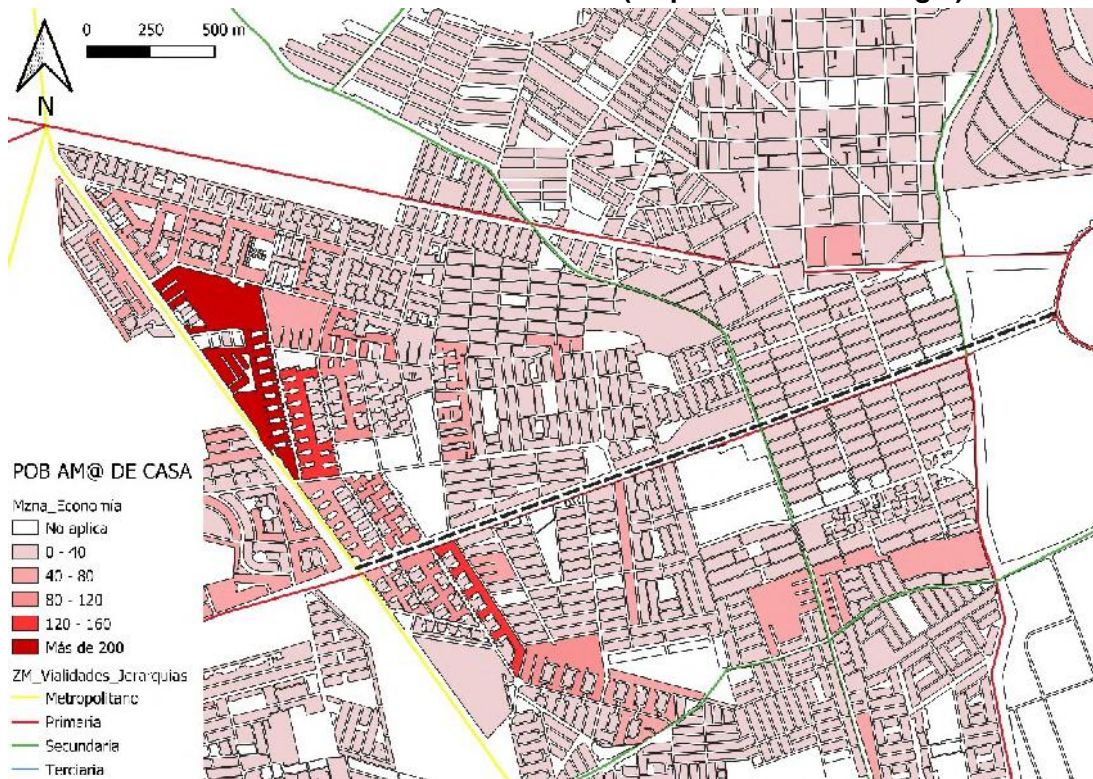 0 250 500 m
N
POB AM@ DE CASA
Mzna_Economía
No aplica
0 - 40
40 - 80
80 - 120
120 - 160
Más de 200
ZM_Vialidades_Jerarquias
Metropolitano
Primaria
Secundaria
Terciaria